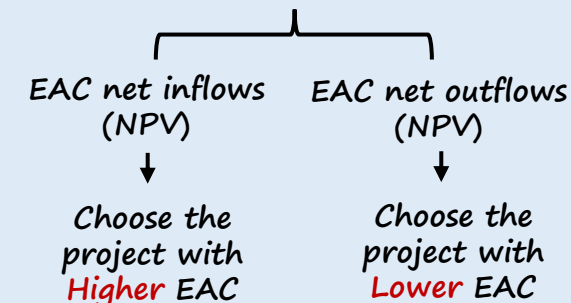 EAC net inflows
(NPV)
Choose the
project with
Higher EAC
EAC net outflows
(NPV)
Choose the
project with
Lower EAC